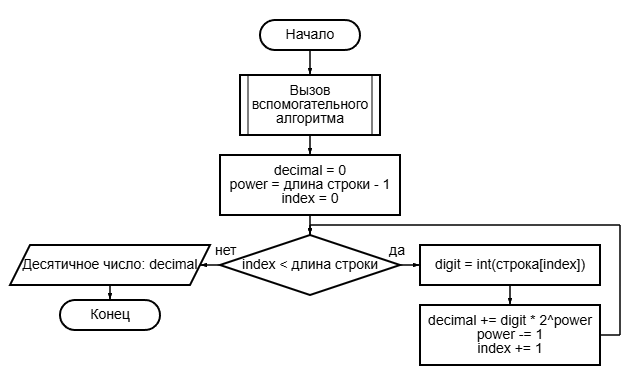 Начало
Вызов
вспомогательного
алгоритма
decimal = 0
power = длина строки - 1
index = 0
нет
да
Десятичное число: decimal
index < длина строки
digit = int(строка[index])
Конец
decimal += digit * 2^power
power -= 1
index += 1